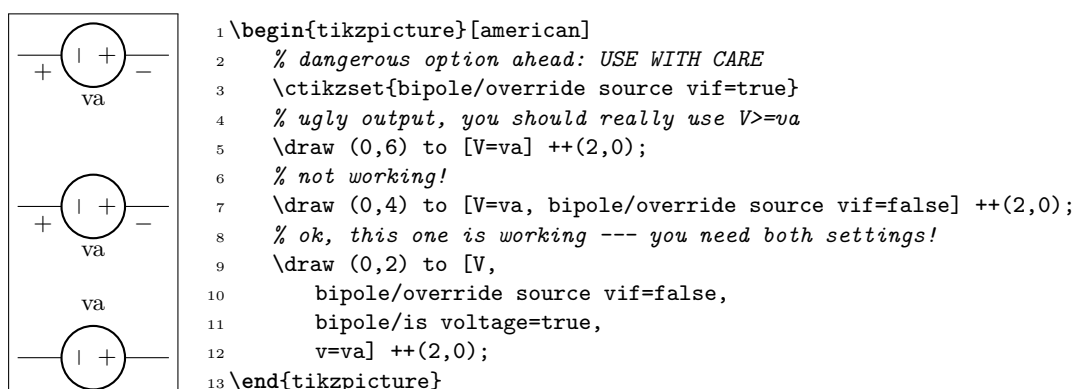 + −
va
+ −
va
va
1 \begin{tikzpicture}[american]
2 % dangerous option ahead: USE WITH CARE
3 \ctikzset{bipole/override source vif=true}
4 % ugly output, you should really use V>=va
5 \draw (0,6) to [V=va] ++(2,0);
6 % not working!
7 \draw (0,4) to [V=va, bipole/override source vif=false] ++(2,0);
8 % ok, this one is working --- you need both settings!
9 \draw (0,2) to [V,
10 bipole/override source vif=false,
11 bipole/is voltage=true,
12 v=va] ++(2,0);
13 \end{tikzpicture}